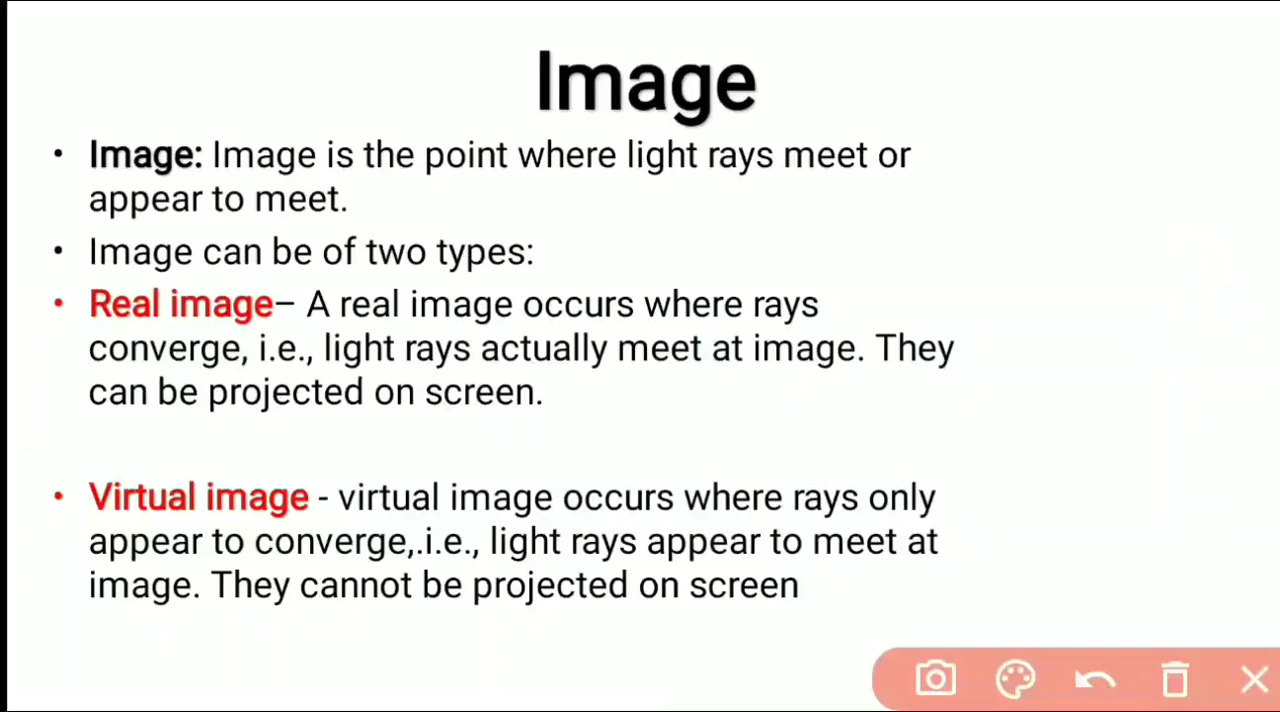 Image
• Image: Image is the point where light rays meet or
appear to meet.
• Image can be of two types:
• Real image– A real image occurs where rays
converge, i.e., light rays actually meet at image. They
can be projected on screen.
• Virtual image - virtual image occurs where rays only
appear to converge,.i.e., light rays appear to meet at
image. They cannot be projected on screen